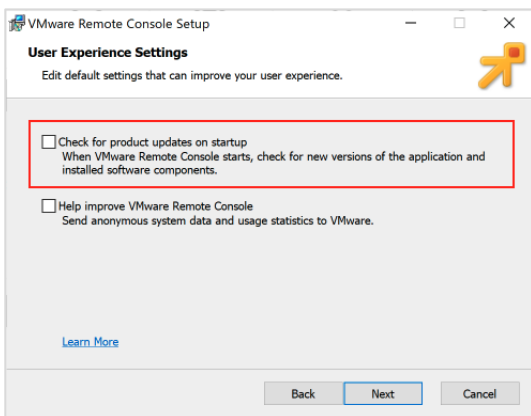 VMware Remote Console Setup
User Experience Settings
Edit default settings that can improve your user experience.
Check for product updates on startup
When VMware Remote Console starts, check for new versions of the application and
installed software components.
Help improve VMware Remote Console
Send anonymous system data and usage statistics to VMware.
Learn More
Back Next Cancel